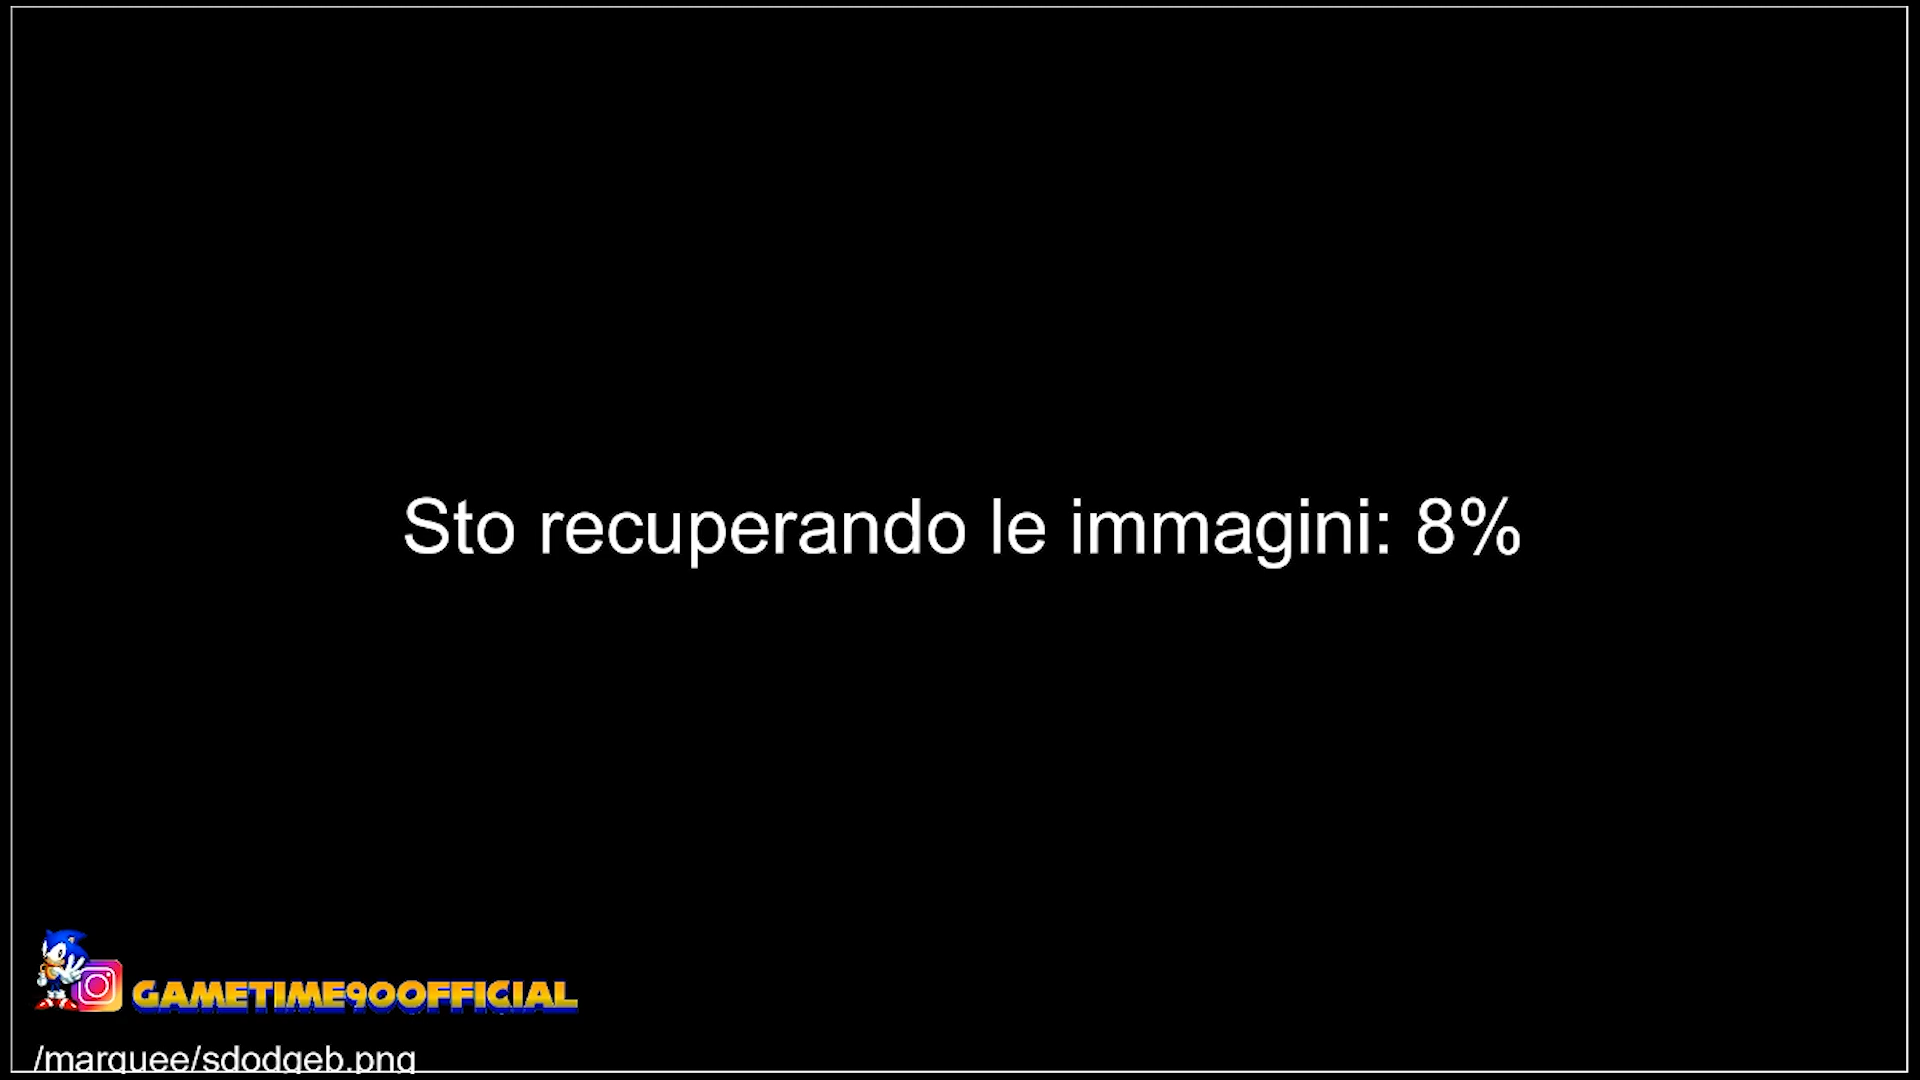 Sto recuperando le immagini: 8%
GAMETIME90OFFICIAL
/marquee/sdodgeb.png